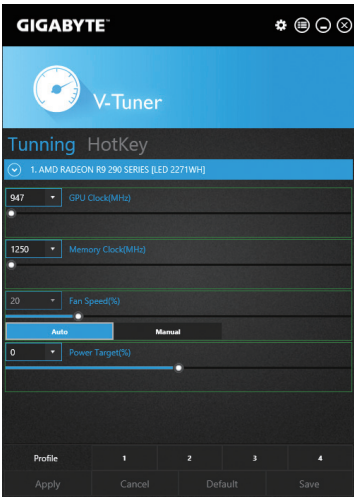 GIGABYTE™
V-Tuner
Tunning HotKey
1. AMD RADEON R9 290 SERIES [LED 2271WH]
947 GPU Clock(MHz)
1250 Memory Clock(MHz)
20 Fan Speed(%)
Auto Manual
0 Power Target(%)
Profile 1 2 3 4
Apply Cancel Default Save